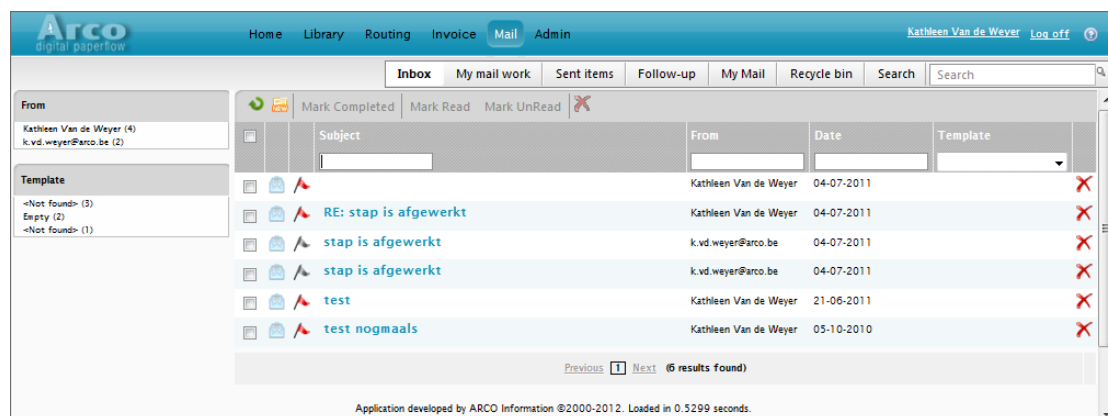 Arco
digital paperflow
Home Library Routing Invoice Mail Admin
Kathleen Van de Weyer Log off
Inbox My mail work Sent items Follow-up My Mail Recycle bin Search Search
From
Kathleen Van de Weyer (4)
k.vd.weyer@arco.be (2)
Template
<Not found> (3)
Empty (2)
<Not found> (1)
Mark Completed Mark Read Mark UnRead
Subject From Date Template
Kathleen Van de Weyer 04-07-2011
RE: stap is afgewerkt Kathleen Van de Weyer 04-07-2011
stap is afgewerkt k.vd.weyer@arco.be 04-07-2011
stap is afgewerkt k.vd.weyer@arco.be 04-07-2011
test Kathleen Van de Weyer 21-06-2011
test nogmaals Kathleen Van de Weyer 05-10-2010
Previous 1 Next (6 results found)
Application developed by ARCO Information ©2000-2012. Loaded in 0.5299 seconds.